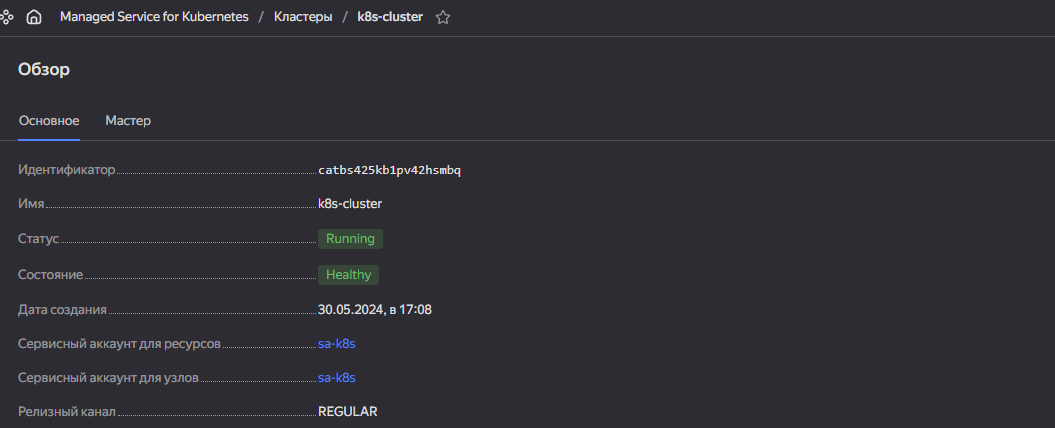 Managed Service for Kubernetes / Кластеры / k8s-cluster
Обзор
Основное Мастер
Идентификатор catbs425kb1pv42hsmbq
Имя k8s-cluster
Статус Running
Состояние Healthy
Дата создания 30.05.2024, в 17:08
Сервисный аккаунт для ресурсов sa-k8s
Сервисный аккаунт для узлов sa-k8s
Релизный канал REGULAR